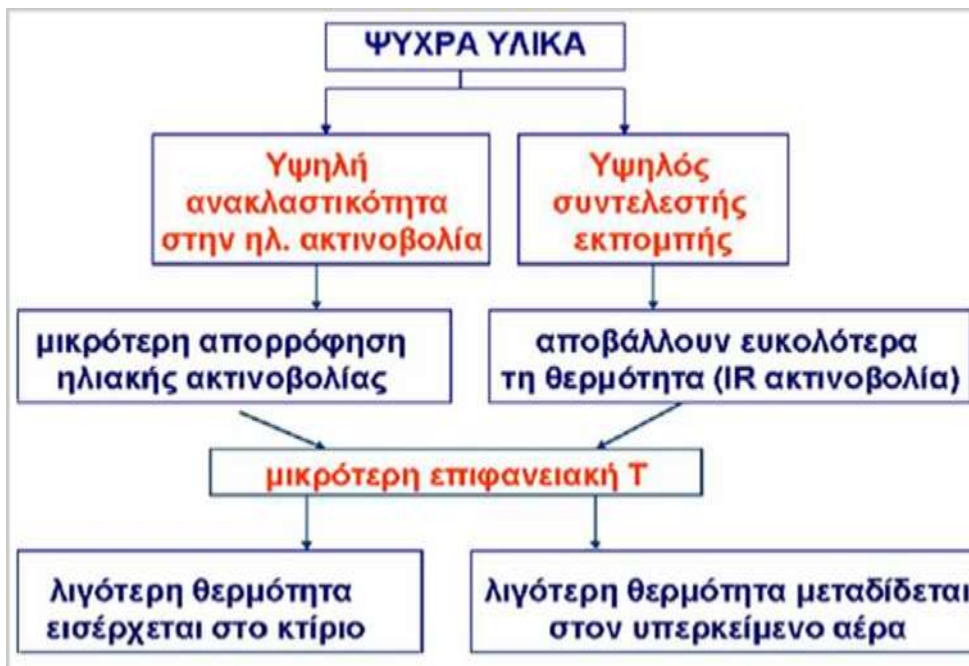 ΨΥΧΡΑ ΥΛΙΚΑ
Υψηλή
ανακλαστικότητα
στην ηλ. ακτινοβολία
Υψηλός
συντελεστής
εκπομπής
μικρότερη απορρόφηση
ηλιακής ακτινοβολίας
αποβάλλουν ευκολότερα
τη θερμότητα (IR ακτινοβολία)
μικρότερη επιφανειακή Τ
λιγότερη θερμότητα
εισέρχεται στο κτίριο
λιγότερη θερμότητα μεταδίδεται
στον υπερκείμενο αέρα